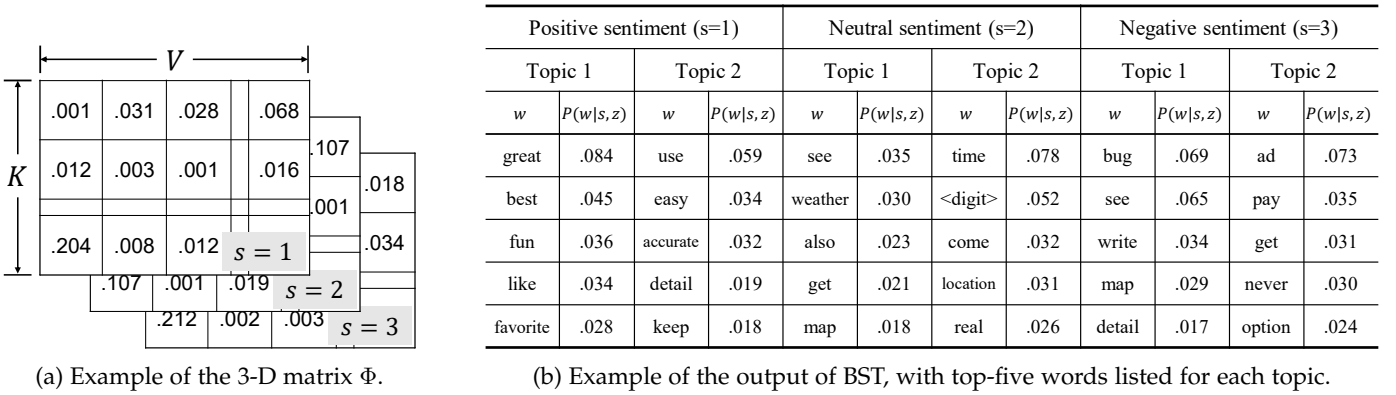 V
K
.001 .031 .028 .068
.012 .003 .001 .016
.204 .008 .012 s = 1
.107
.001
.107 .001 .019 s = 2
.018
.034
.212 .002 .003 s = 3
(a) Example of the 3-D matrix Φ.
Positive sentiment (s=1) Neutral sentiment (s=2) Negative sentiment (s=3)
Topic 1 Topic 2 Topic 1 Topic 2 Topic 1 Topic 2
w P(w|s,z) w P(w|s,z) w P(w|s,z) w P(w|s,z) w P(w|s,z) w P(w|s,z)
great .084 use .059 see .035 time .078 bug .069 ad .073
best .045 easy .034 weather .030 <digit> .052 see .065 pay .035
fun .036 accurate .032 also .023 come .032 write .034 get .031
like .034 detail .019 get .021 location .031 map .029 never .030
favorite .028 keep .018 map .018 real .026 detail .017 option .024
(b) Example of the output of BST, with top-five words listed for each topic.